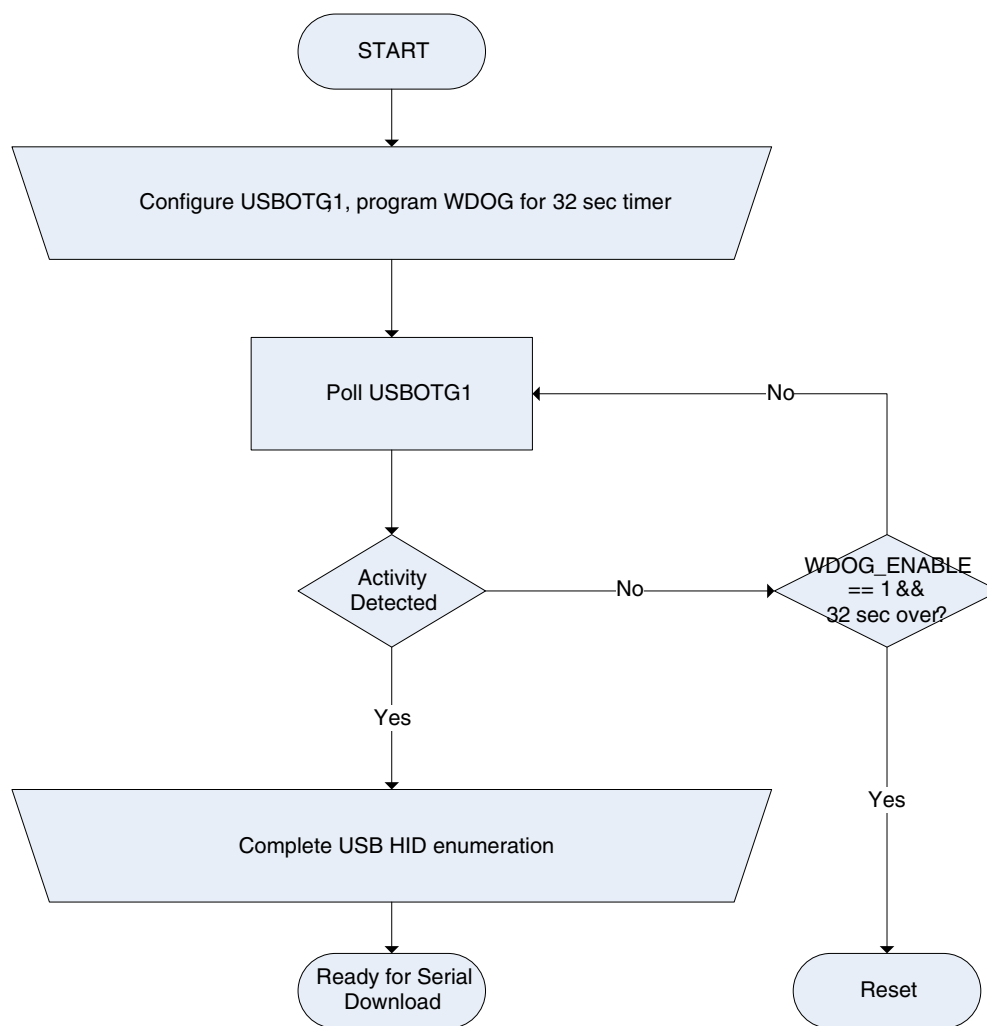 START
Configure USBOTG1, program WDOG for 32 sec timer
Poll USBOTG1
No
Activity
Detected
No
WDOG_ENABLE
== 1 &&
32 sec over?
Yes
Yes
Complete USB HID enumeration
Ready for Serial
Download
Reset